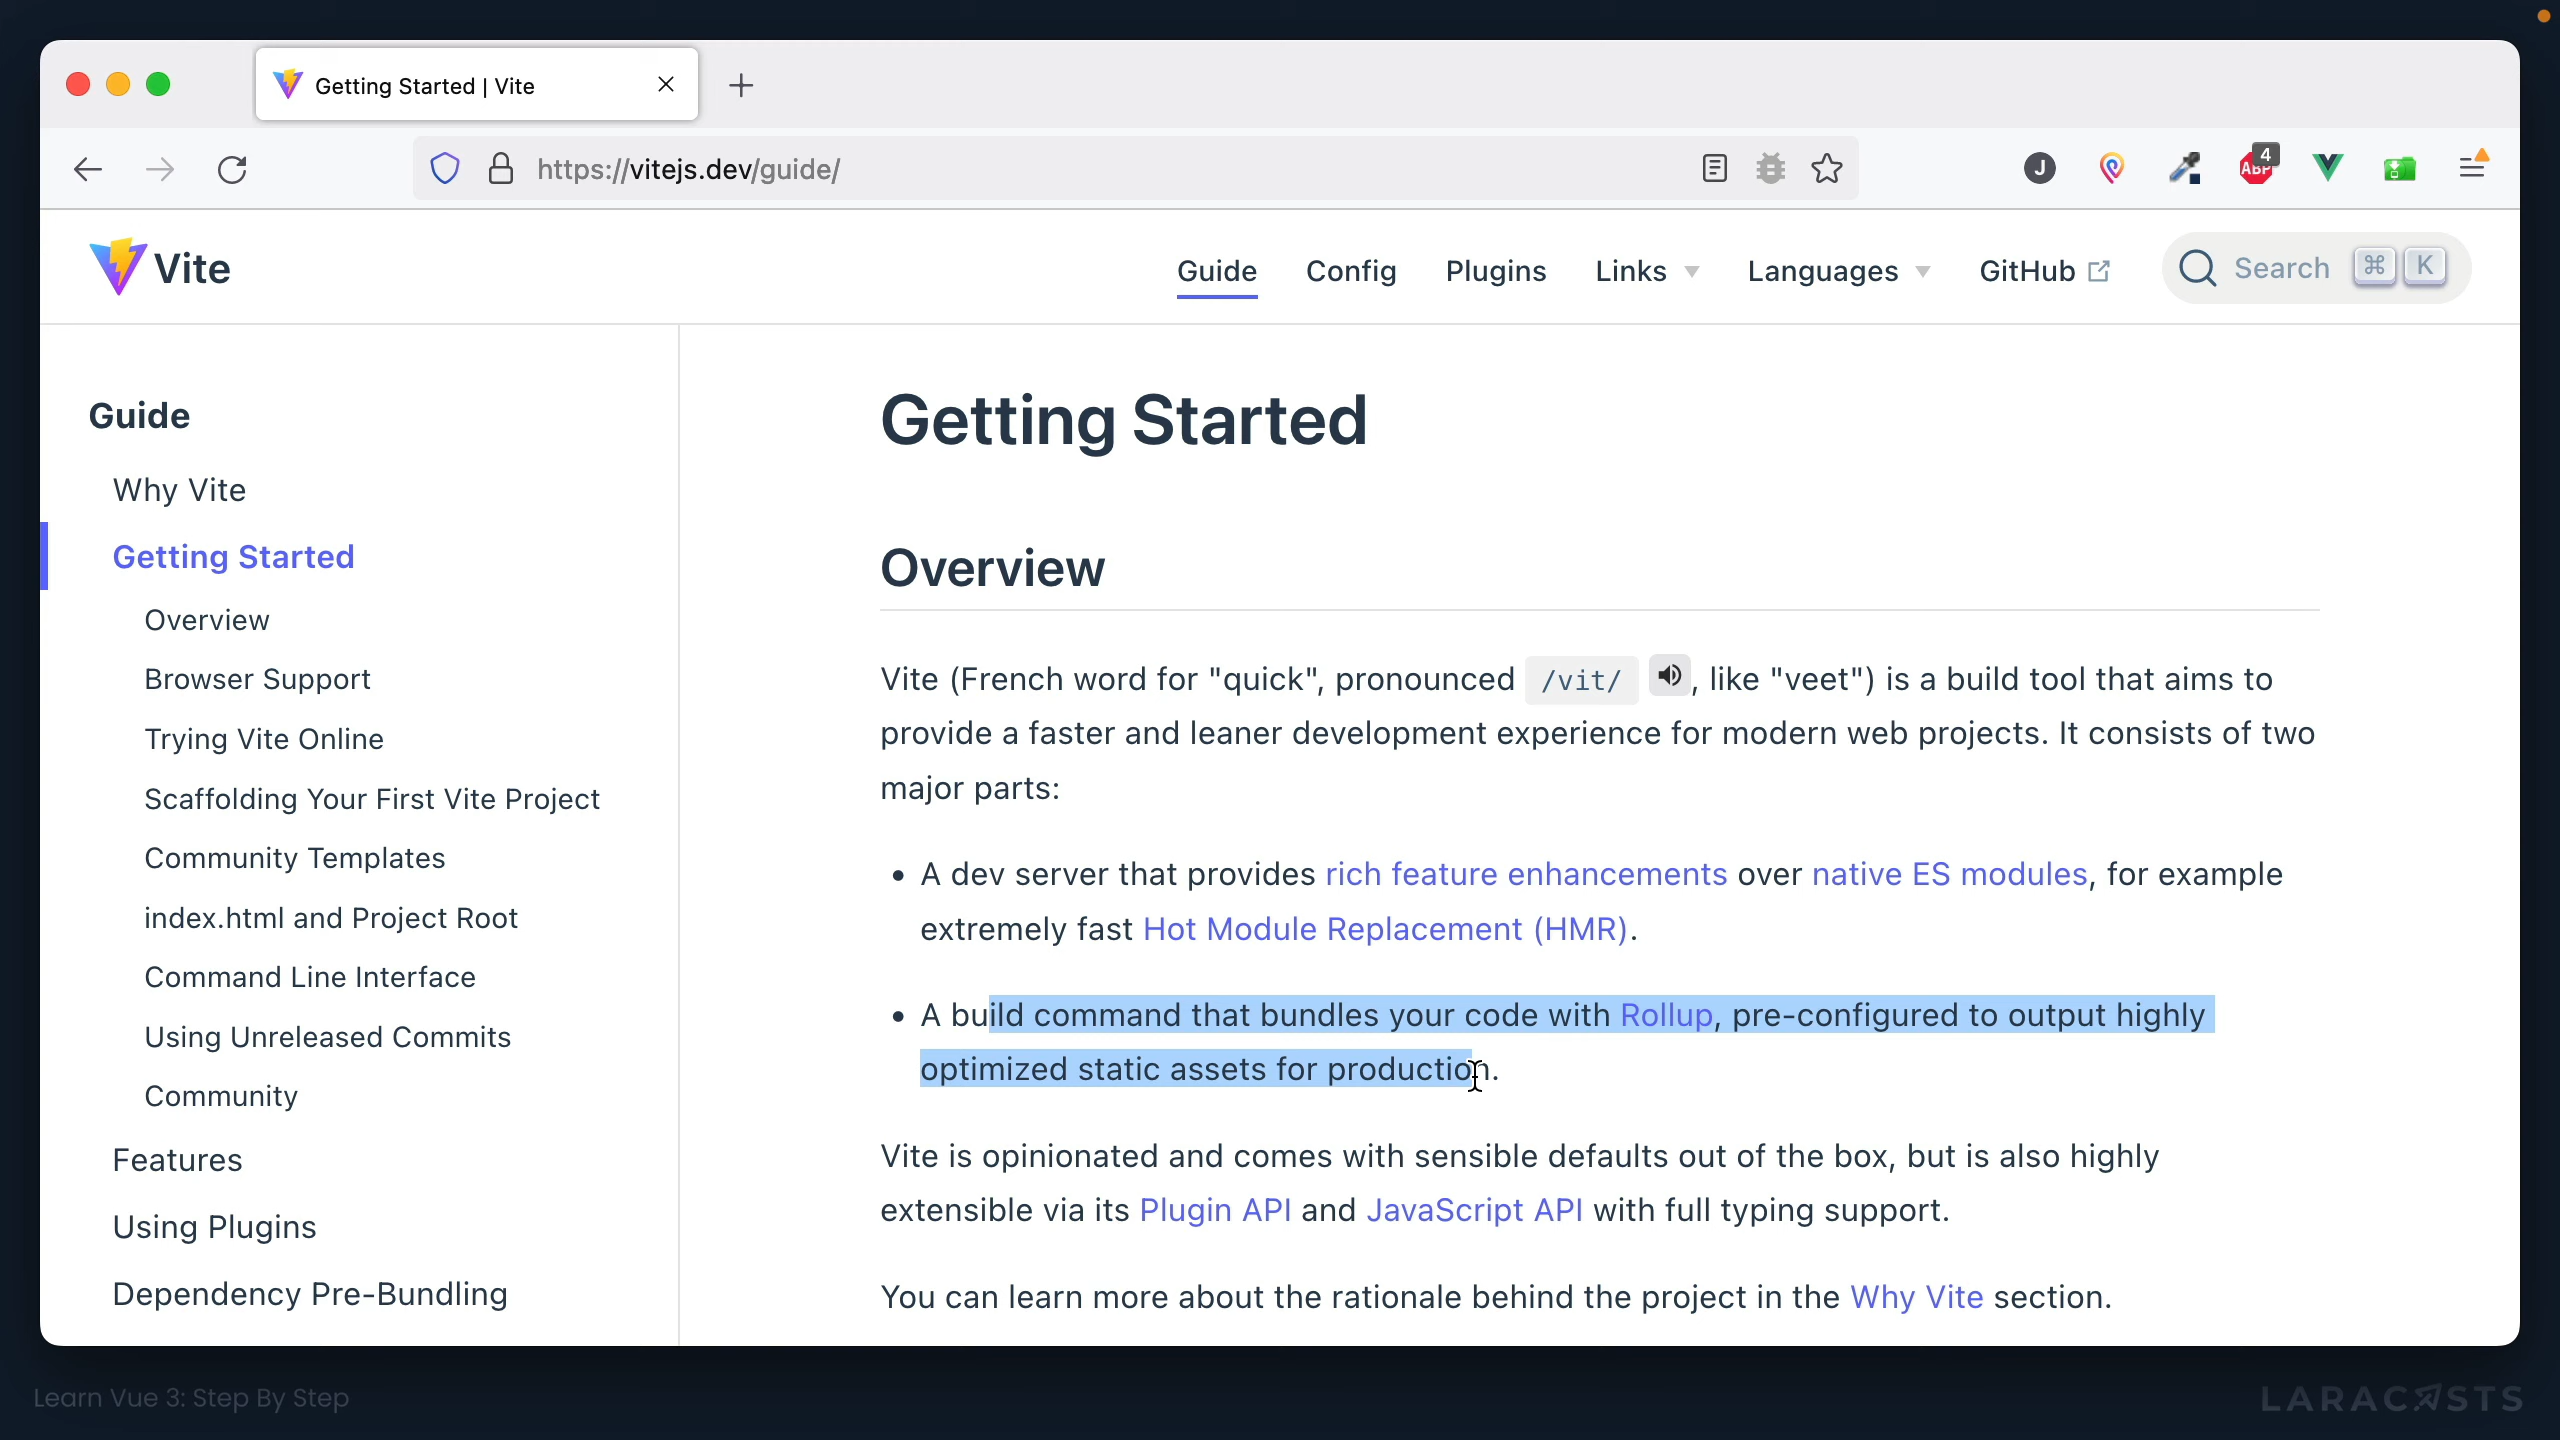 Getting Started | Vite
https://vitejs.dev/guide/
J
ABP
4
Vite
Guide
Config
Plugins
Links
Languages
GitHub
Search
⌘ K
Guide
Why Vite
Getting Started
Overview
Browser Support
Trying Vite Online
Scaffolding Your First Vite Project
Community Templates
index.html and Project Root
Command Line Interface
Using Unreleased Commits
Community
Features
Using Plugins
Dependency Pre-Bundling
Getting Started
Overview
Vite (French word for "quick", pronounced /vit/ , like "veet") is a build tool that aims to
provide a faster and leaner development experience for modern web projects. It consists of two
major parts:
• A dev server that provides rich feature enhancements over native ES modules, for example
extremely fast Hot Module Replacement (HMR).
• A build command that bundles your code with Rollup, pre-configured to output highly
optimized static assets for production.
Vite is opinionated and comes with sensible defaults out of the box, but is also highly
extensible via its Plugin API and JavaScript API with full typing support.
You can learn more about the rationale behind the project in the Why Vite section.
Learn Vue 3: Step By Step
LARACASTS